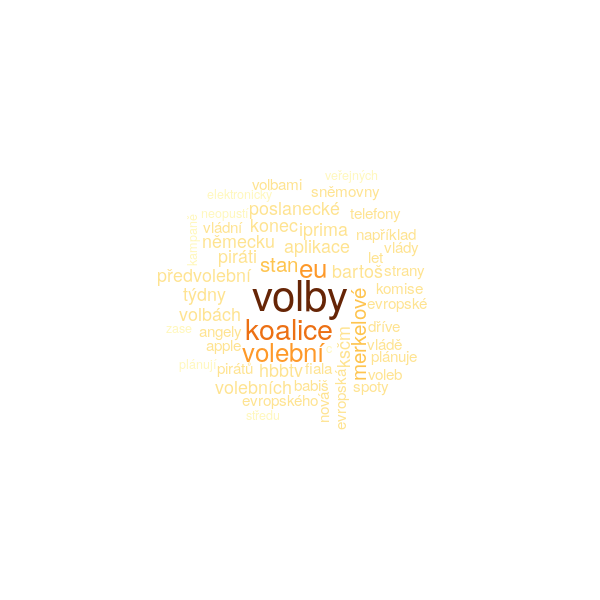 veřejných
volbami
sněmovny
elektronicky
poslanecké
telefony
neopustí
vládní
konec
iprima
například
kampaně
německu
aplikace
vlády
piráti
stan
eu
bartoš
let
strany
předvolební
týdny
volby
komise
evropské
volbách
koalice
merkelové
dříve
zase
angely
apple
volební
ksčm
vládě
plánuje
pirátů
hbbtv
fiala
evropská
voleb
volebních
babiš
nováš
spoty
evropského
středu